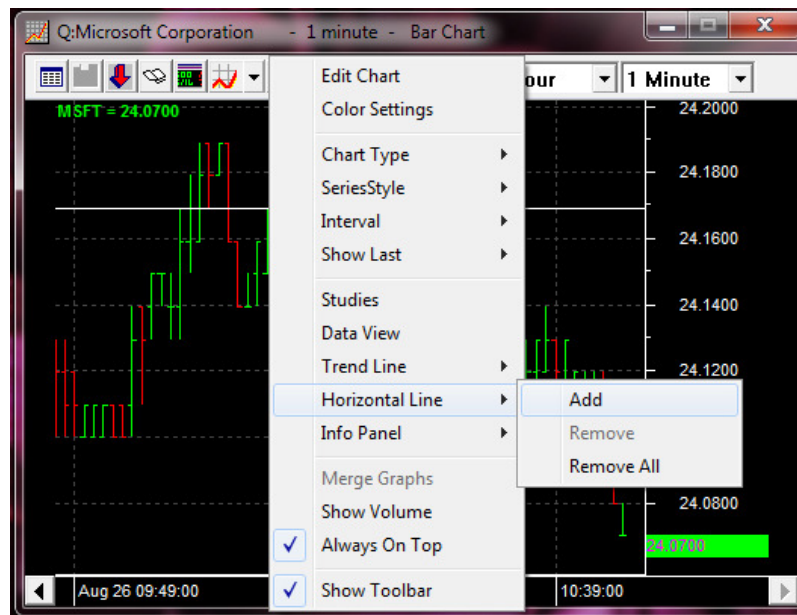 Q:Microsoft Corporation - 1 minute - Bar Chart
our 1 Minute
MSFT = 24.0700
Edit Chart
Color Settings
Chart Type
SeriesStyle
Interval
Show Last
Studies
Data View
Trend Line
Horizontal Line
Info Panel
Merge Graphs
Show Volume
Always On Top
Show Toolbar
Add
Remove
Remove All
24.2000
24.1800
24.1600
24.1400
24.1200
24.0800
24.0700
Aug 26 09:49:00
10:39:00